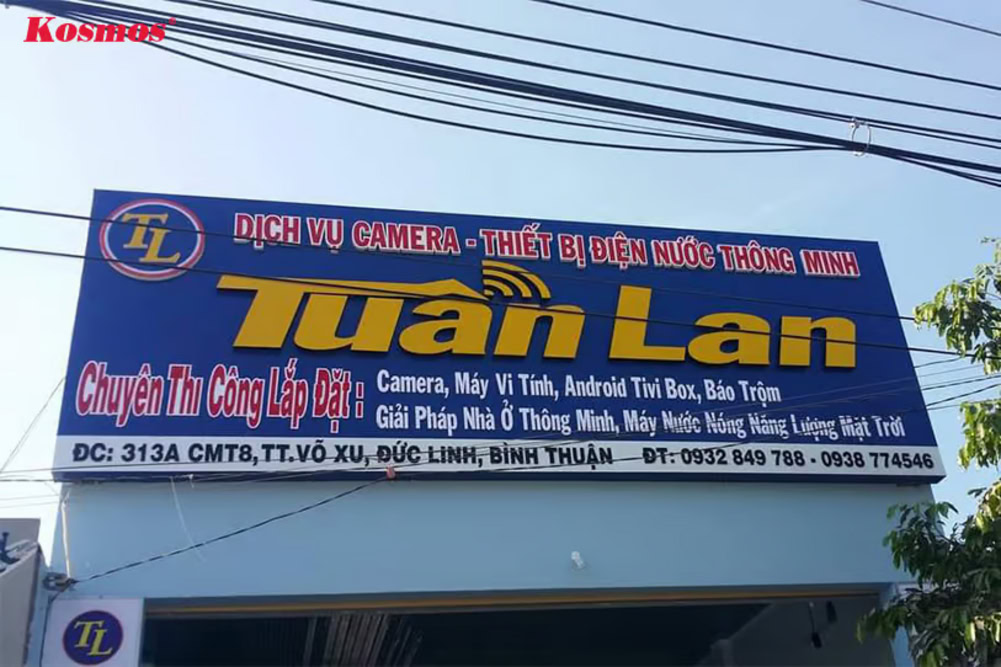 Kosmos
TL
DỊCH VỤ CAMERA - THIẾT BỊ ĐIỆN NƯỚC THÔNG MINH
Tuấn Lan
Chuyên Thi Công Lắp Đặt :
Camera, Máy Vi Tính, Android Tivi Box, Báo Trộm
Giải Pháp Nhà Ở Thông Minh, Máy Nước Nóng Năng Lượng Mặt Trời
ĐC: 313A CMT8, TT.VÕ XU, ĐỨC LINH, BÌNH THUẬN ĐT: 0932 849 788 - 0938 774546
TL